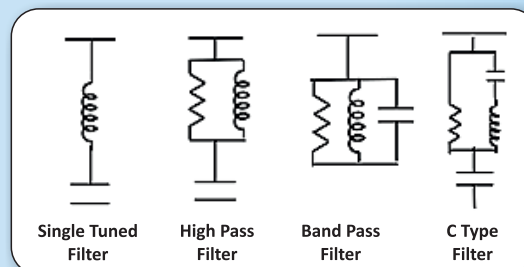 Single Tuned
Filter
High Pass
Filter
Band Pass
Filter
C Type
Filter